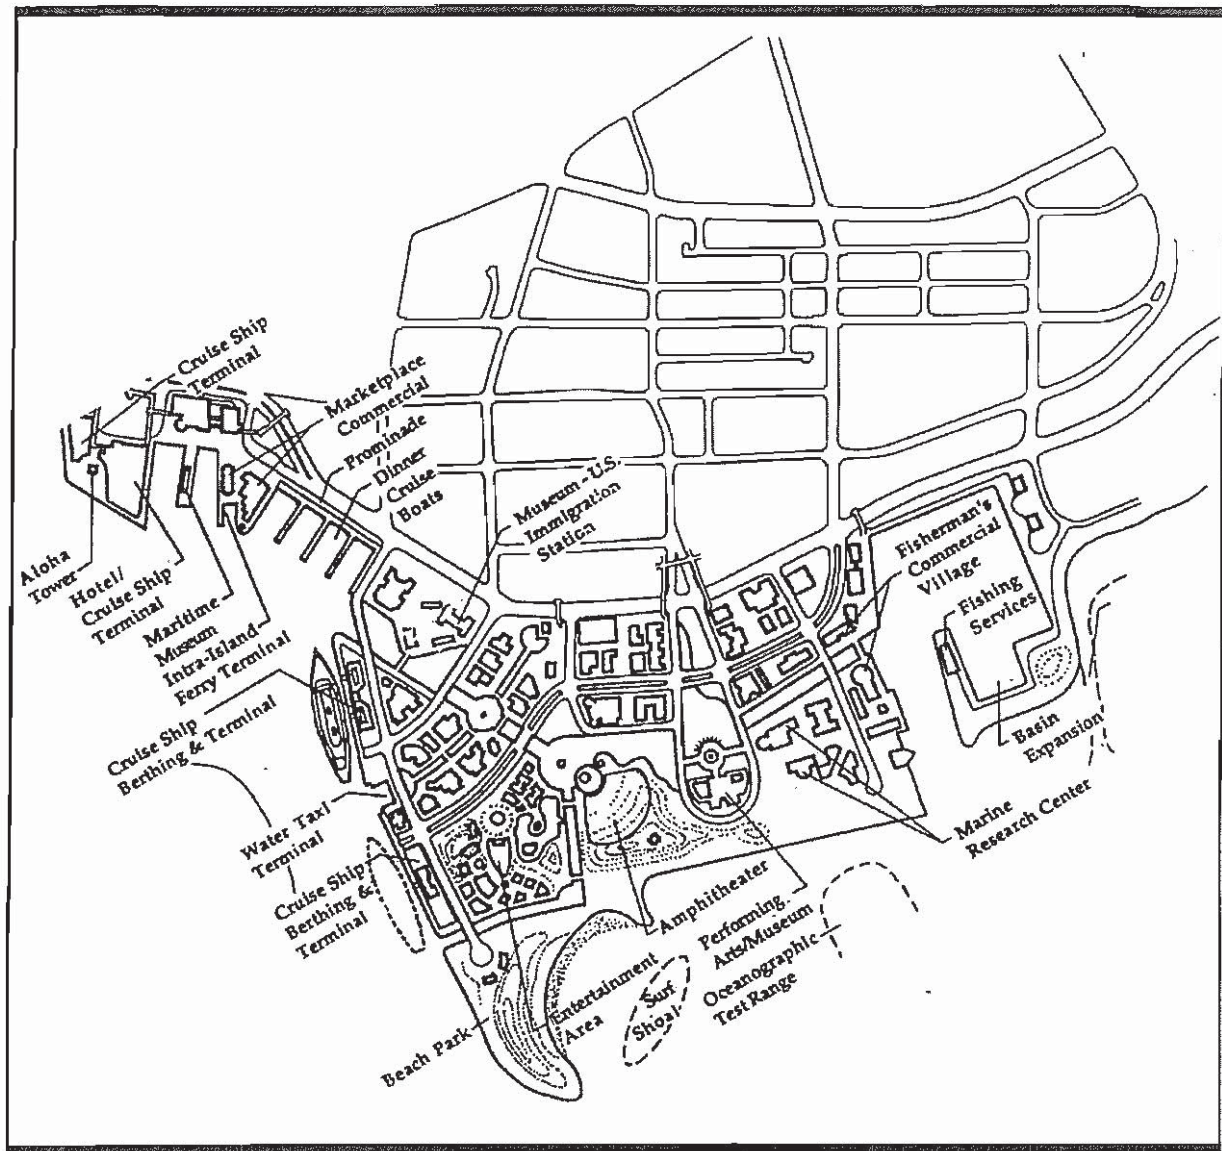 Cruise Ship
Terminal
Marketplace
Commercial
Prominade
Dinner
Cruise
Boats
Museum - U.S.
Immigration
Station
Fisherman's
Commercial
Village
Fishing
Services
Aloha
Tower
Hotel/
Cruise Ship
Terminal
Maritime
Museum
Intra-Island
Ferry Terminal
Cruise Ship
Berthing & Terminal
Basin
Expansion
Water Taxi
Terminal
Marine
Research Center
Cruise Ship
Berthing &
Terminal
Amphitheater
Performing
Arts/Museum
Oceanographic
Test Range
Entertainment
Area
Surf
Shoal
Beach Park